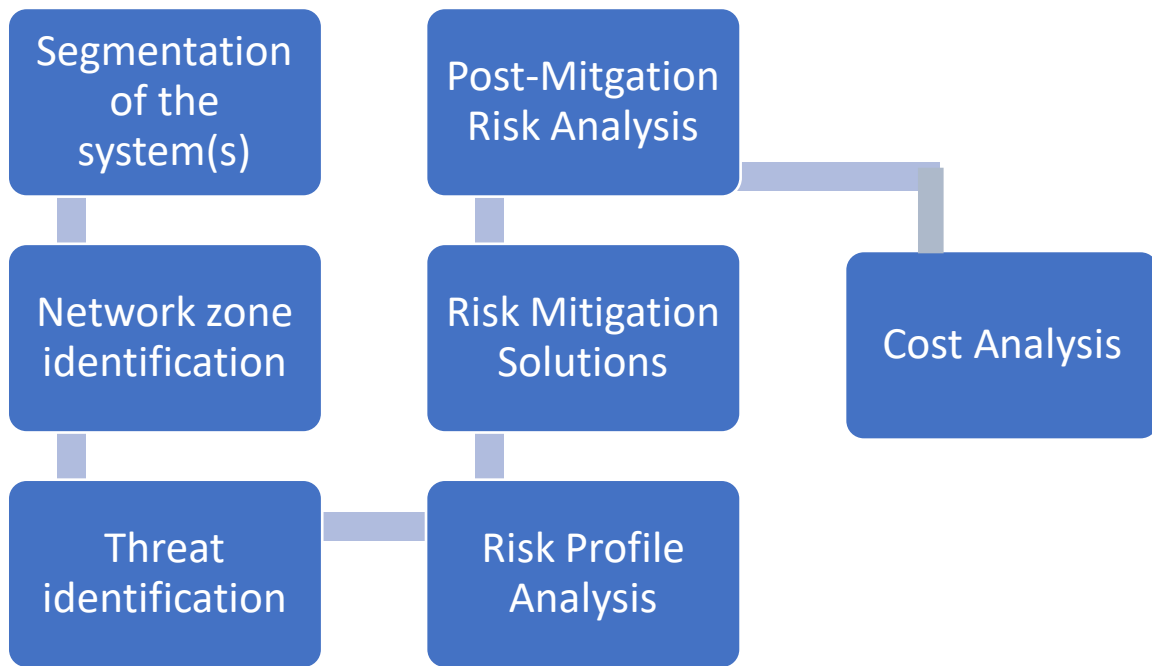 Segmentation
of the
system(s)
Network zone
identification
Threat
identification
Risk Profile
Analysis
Risk Mitigation
Solutions
Post-Mitgation
Risk Analysis
Cost Analysis